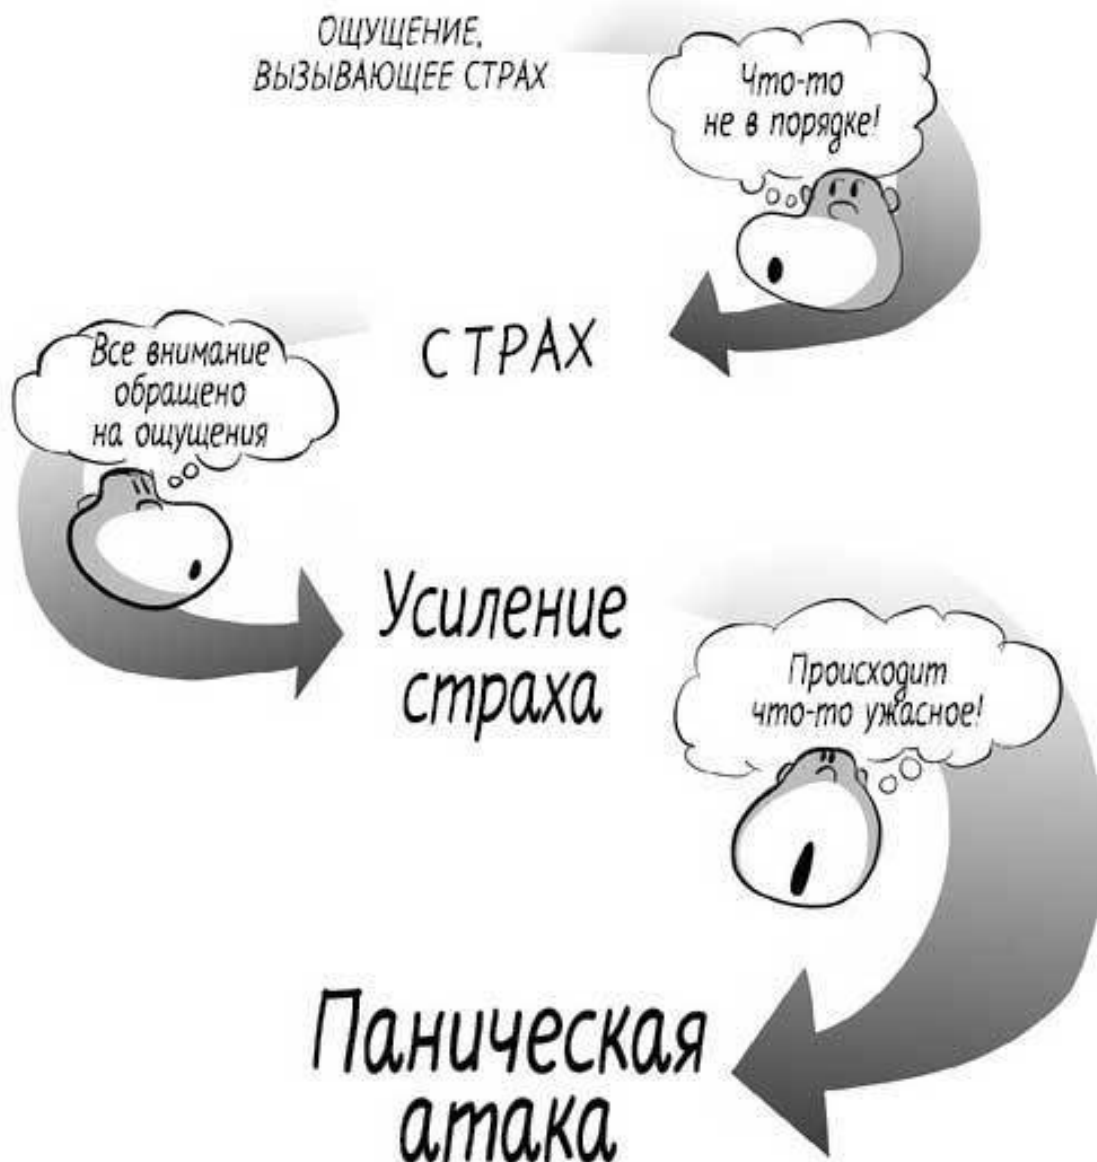 ОЩУЩЕНИЕ,
ВЫЗЫВАЮЩЕЕ СТРАХ
Что-то
не в порядке!
СТРАХ
Все внимание
обращено
на ощущения
Усиление
страха
Происходит
что-то ужасное!
Паническая
атака